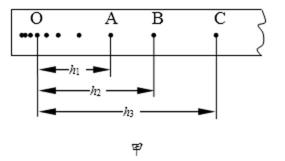 O A B C
h₁
h₂
h₃
甲